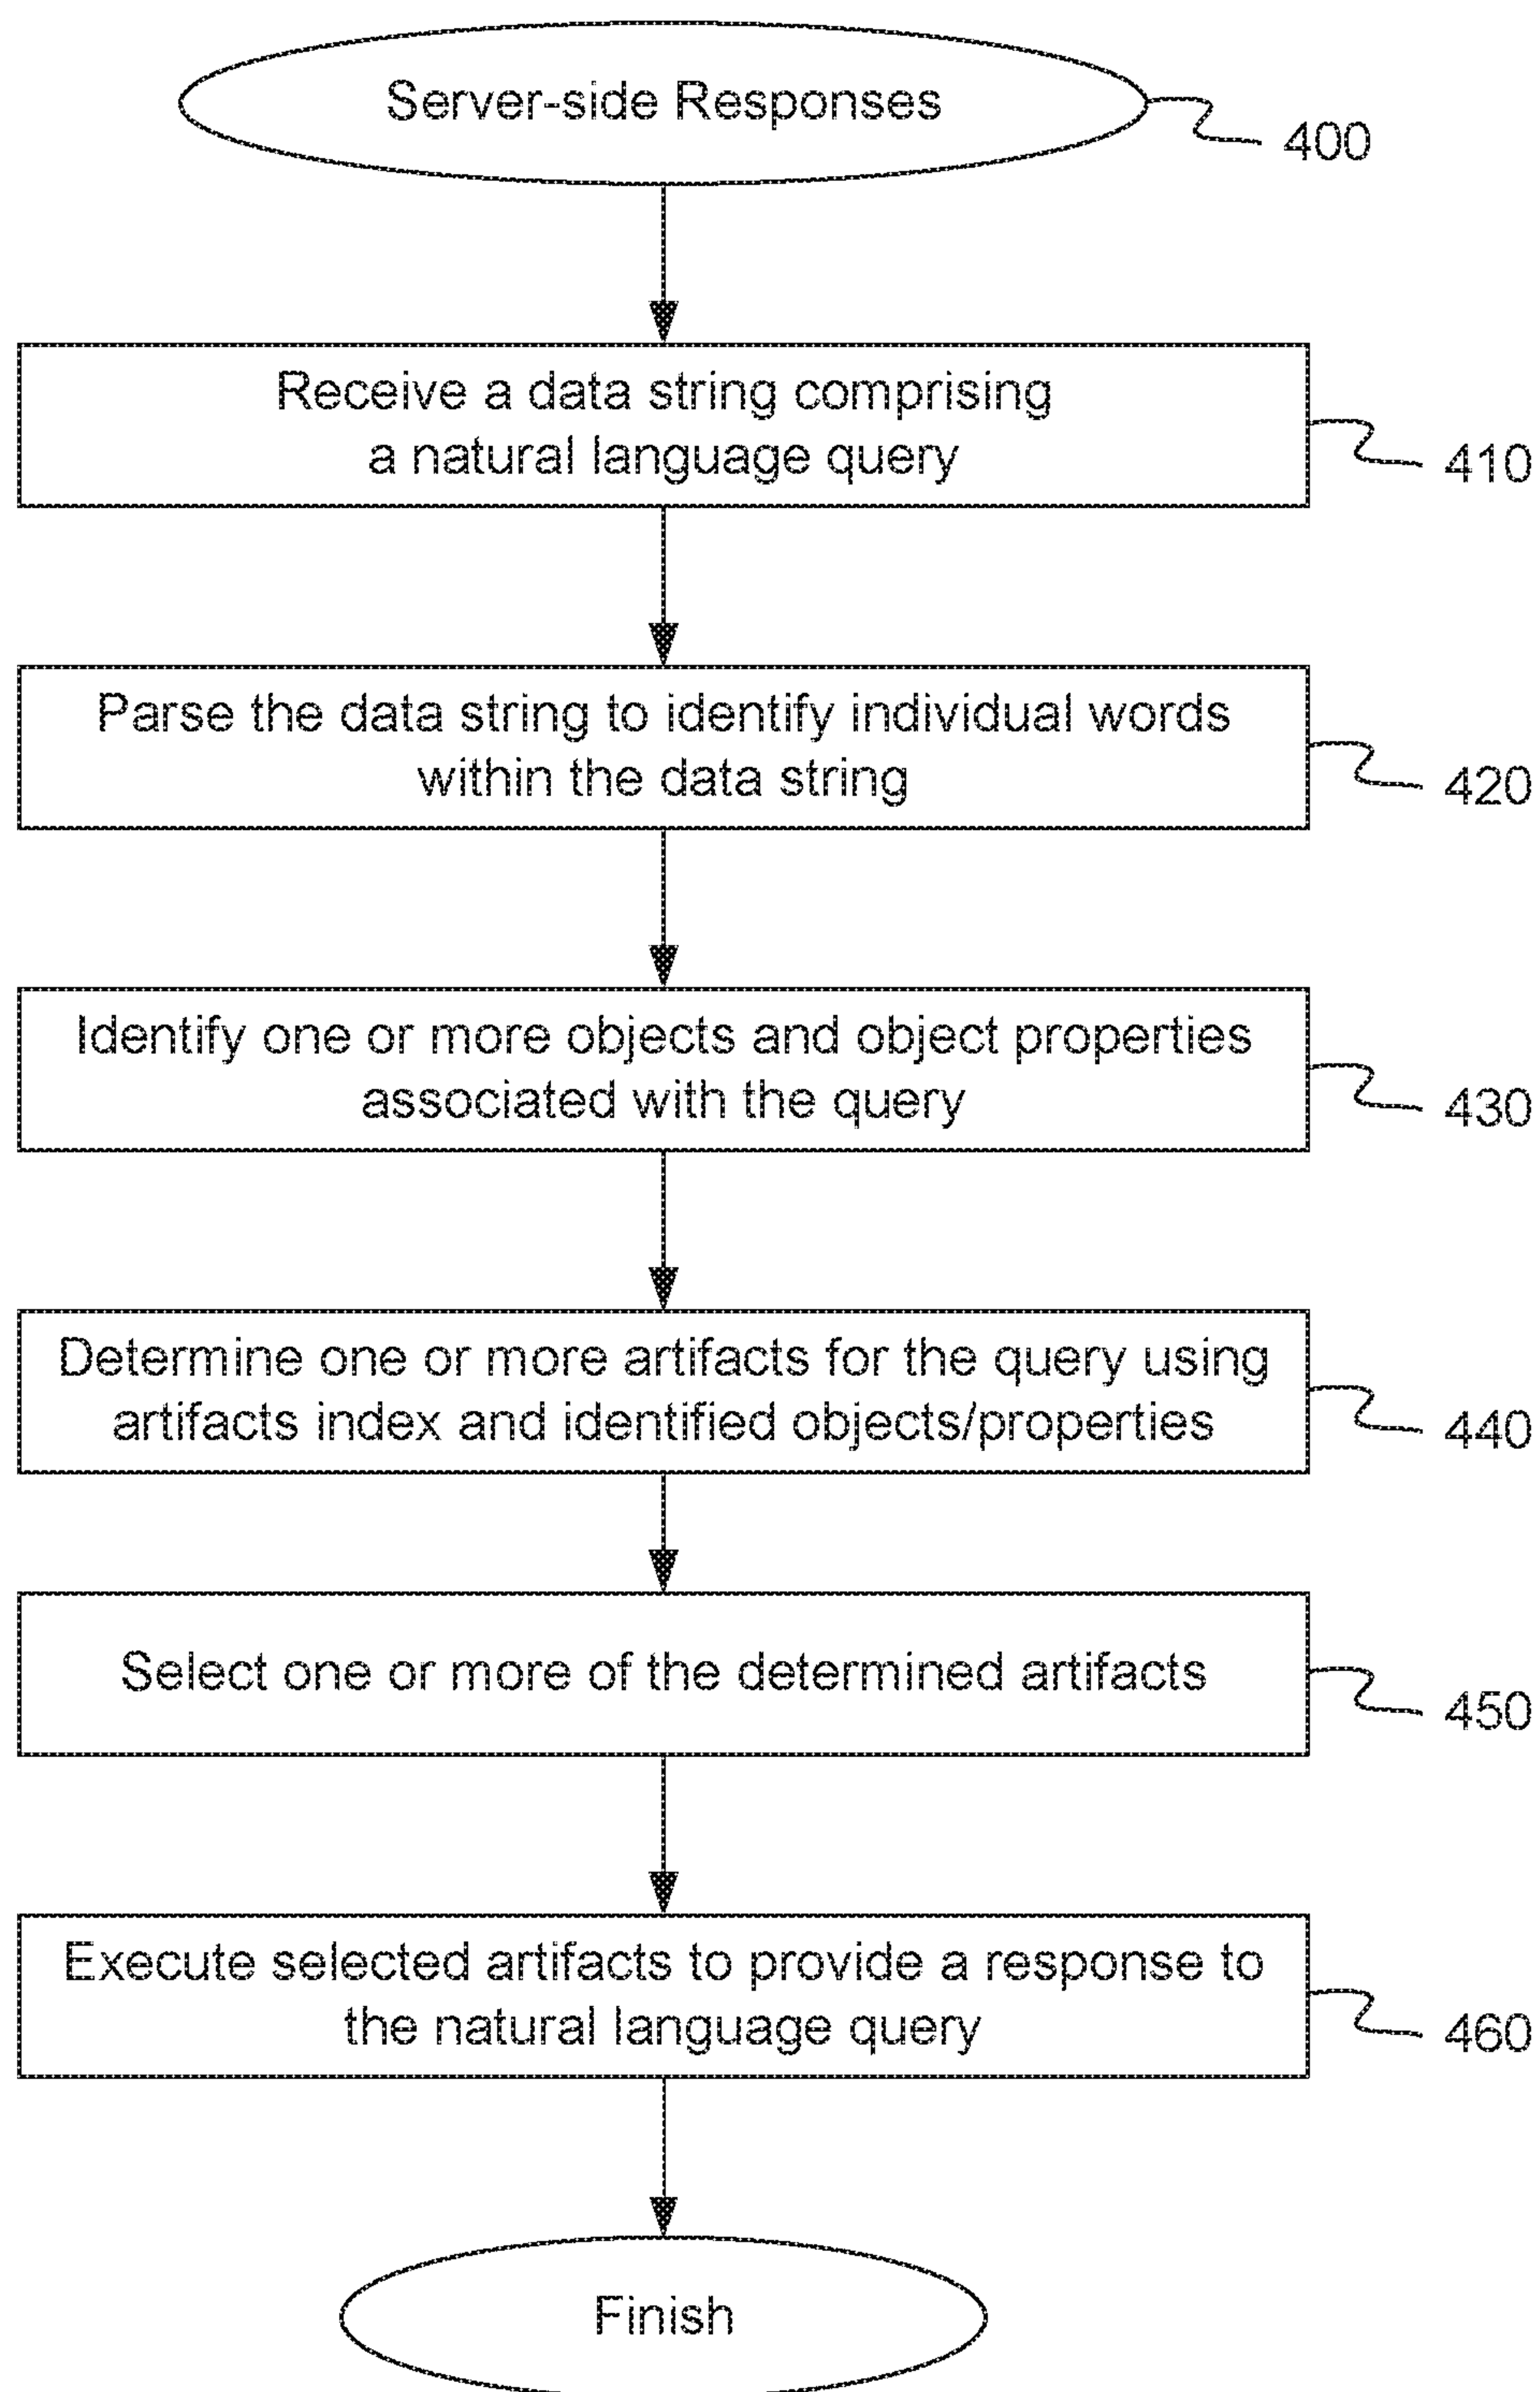 Server-side Responses
400
Receive a data string comprising
a natural language query
410
Parse the data string to identify individual words
within the data string
420
Identify one or more objects and object properties
associated with the query
430
Determine one or more artifacts for the query using
artifacts index and identified objects/properties
440
Select one or more of the determined artifacts
450
Execute selected artifacts to provide a response to
the natural language query
460
Finish